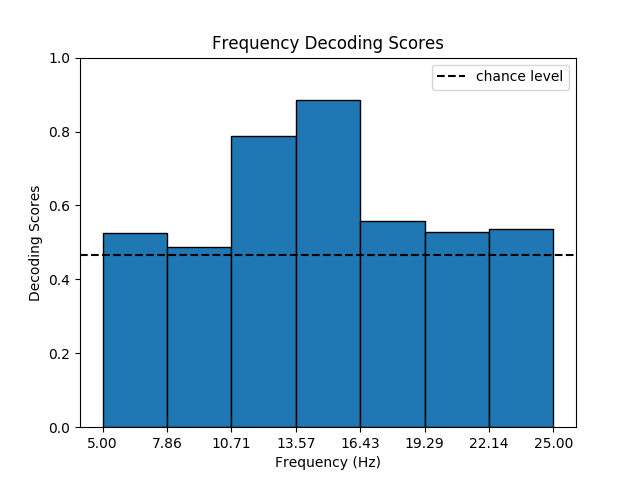 Frequency Decoding Scores
chance level
1.0
0.8
0.6
0.4
0.2
0.0
Decoding Scores
5.00 7.86 10.71 13.57 16.43 19.29 22.14 25.00
Frequency (Hz)